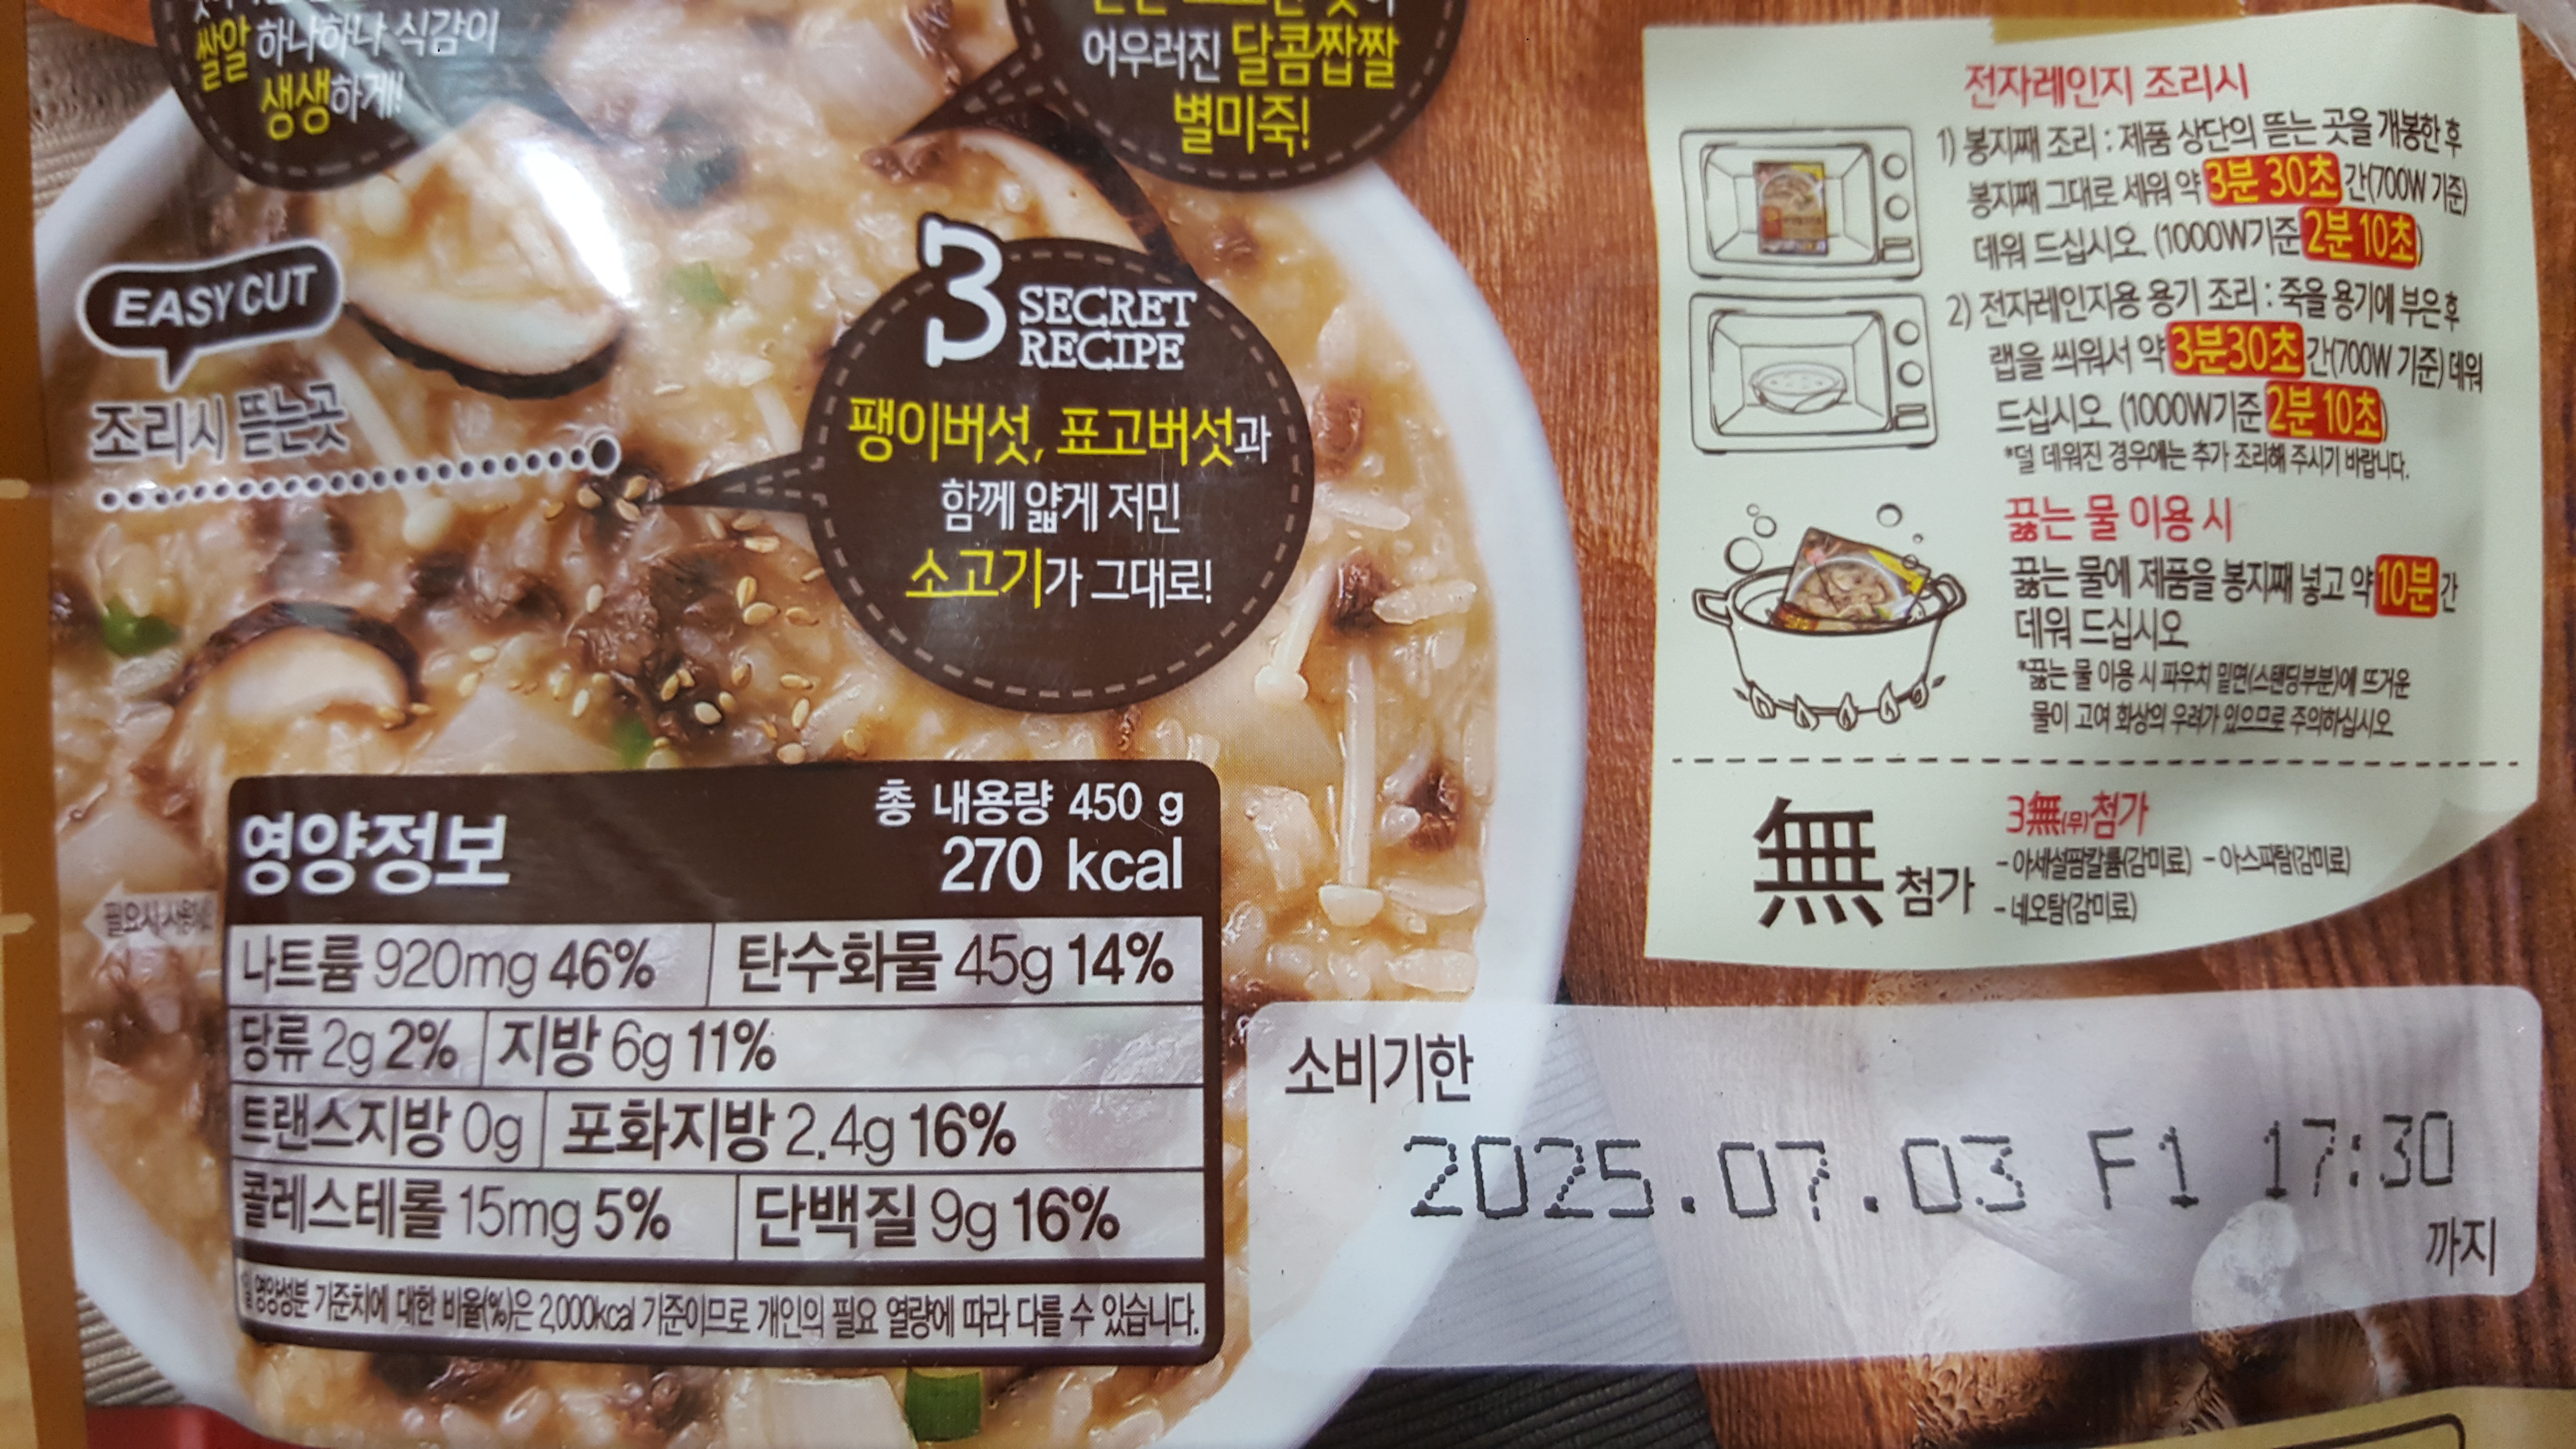 쌀알 하나하나 식감이
생생하게!
어우러진 달콤짭짤
별미죽!
EASY CUT
조리시 뜯는곳
3 SECRET
RECIPE
팽이버섯, 표고버섯과
함께 얇게 저민
소고기가 그대로!
영양정보
총 내용량 450 g
270 kcal
나트륨 920mg 46% 탄수화물 45g 14%
당류 2g 2% 지방 6g 11%
트랜스지방 0g 포화지방 2.4g 16%
콜레스테롤 15mg 5% 단백질 9g 16%
영양성분 기준치에 대한 비율(%)은 2,000kcal 기준이므로 개인의 필요 열량에 따라 다를 수 있습니다.
전자레인지 조리시
1) 봉지째 조리 : 제품 상단의 뜯는 곳을 개봉한 후
봉지째 그대로 세워 약 3분 30초 간(700W 기준)
데워 드십시오. (1000W기준 2분 10초)
2) 전자레인지용 용기 조리 : 죽을 용기에 부은 후
랩을 씌워서 약 3분30초 간(700W 기준) 데워
드십시오. (1000W기준 2분 10초)
*덜 데워진 경우에는 추가 조리해 주시기 바랍니다.
끓는 물 이용 시
끓는 물에 제품을 봉지째 넣고 약 10분 간
데워 드십시오
*끓는 물 이용 시 파우치 밑면(스탠딩부분)에 뜨거운
물이 고여 화상의 우려가 있으므로 주의하십시오
無 첨가
3無(무)첨가
- 아세설팜칼륨(감미료) - 아스파탐(감미료)
- 네오탐(감미료)
소비기한
2025.07.03 F1 17:30
까지